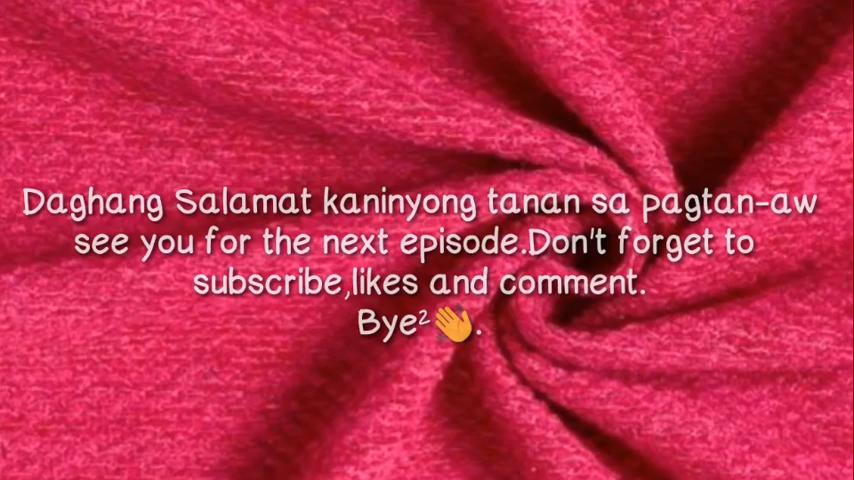 Daghang Salamat kaninyong tanan sa pagtan-aw
see you for the next episode.Don't forget to
subscribe,likes and comment.
Bye²👋.